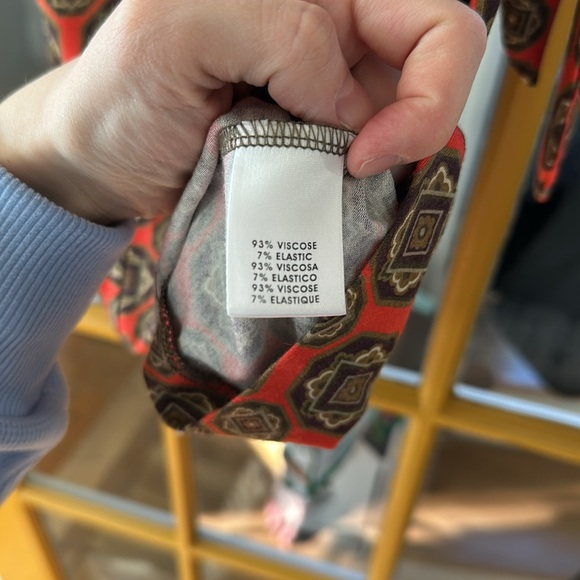 93% VISCOSE
7% ELASTIC
93% VISCOSA
7% ELASTICO
93% VISCOSE
7% ELASTIQUE